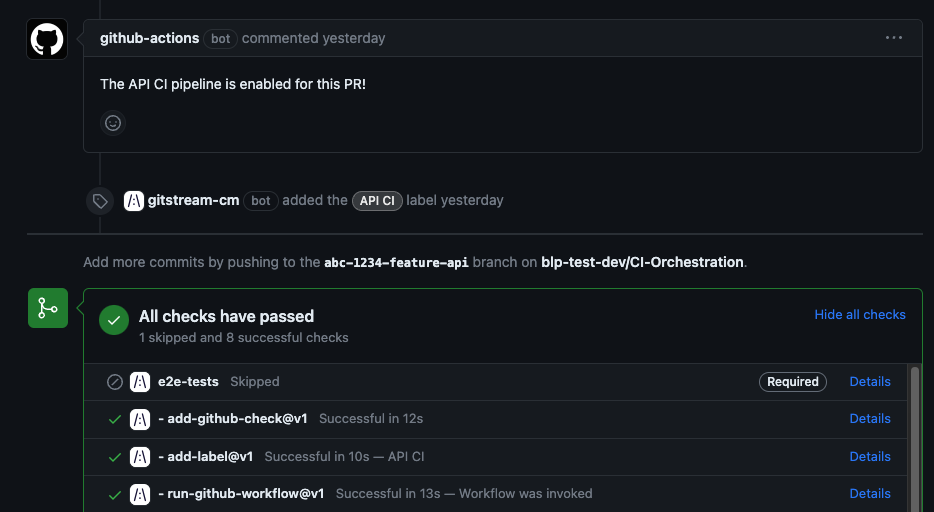 github-actions bot commented yesterday ...
The API CI pipeline is enabled for this PR!
gitstream-cm bot added the API CI label yesterday
Add more commits by pushing to the abc-1234-feature-api branch on blp-test-dev/CI-Orchestration.
All checks have passed Hide all checks
1 skipped and 8 successful checks
e2e-tests Skipped Required Details
- add-github-check@v1 Successful in 12s Details
- add-label@v1 Successful in 10s — API CI Details
- run-github-workflow@v1 Successful in 13s — Workflow was invoked Details